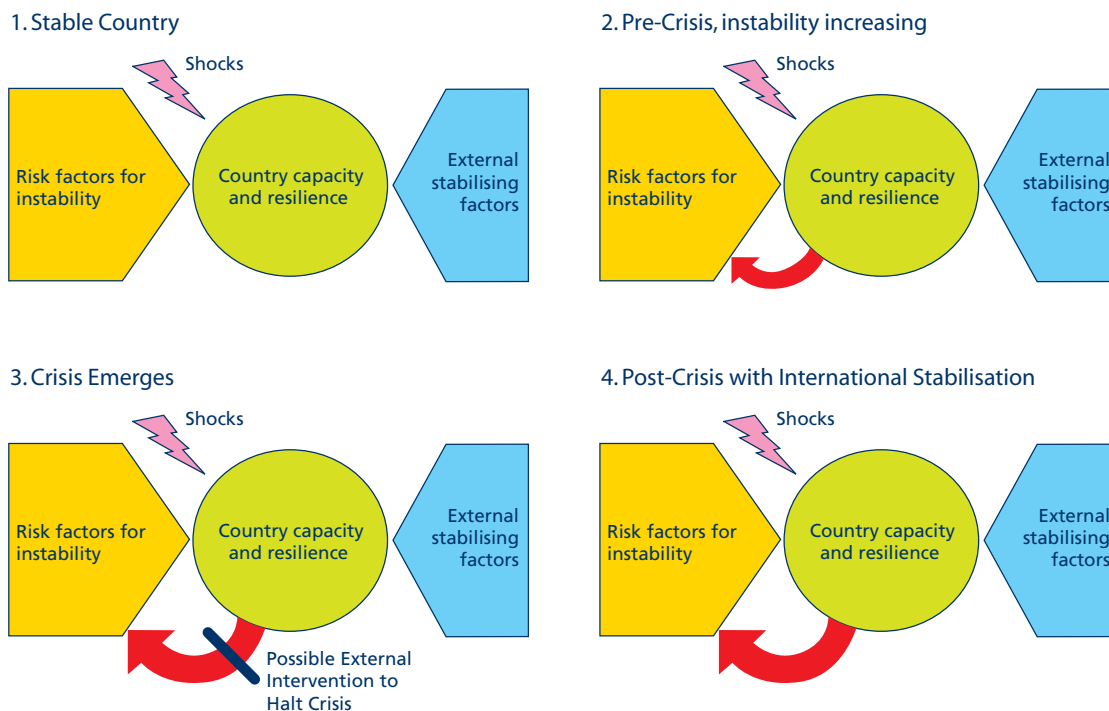 1. Stable Country
Shocks
Risk factors for
instability
Country capacity
and resilience
External
stabilising
factors
2. Pre-Crisis, instability increasing
Shocks
Risk factors for
instability
Country capacity
and resilience
External
stabilising
factors
3. Crisis Emerges
Shocks
Risk factors for
instability
Country capacity
and resilience
External
stabilising
factors
Possible External
Intervention to
Halt Crisis
4. Post-Crisis with International Stabilisation
Shocks
Risk factors for
instability
Country capacity
and resilience
External
stabilising
factors